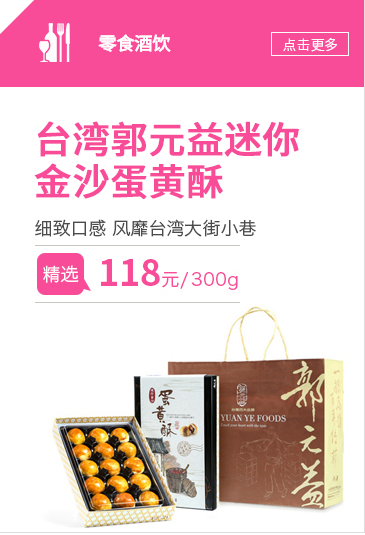 零食酒饮
点击更多
台湾郭元益迷你
金沙蛋黄酥
细致口感 风靡台湾大街小巷
精选 118元/300g
蛋黄酥
YUAN YE FOODS
郭元益